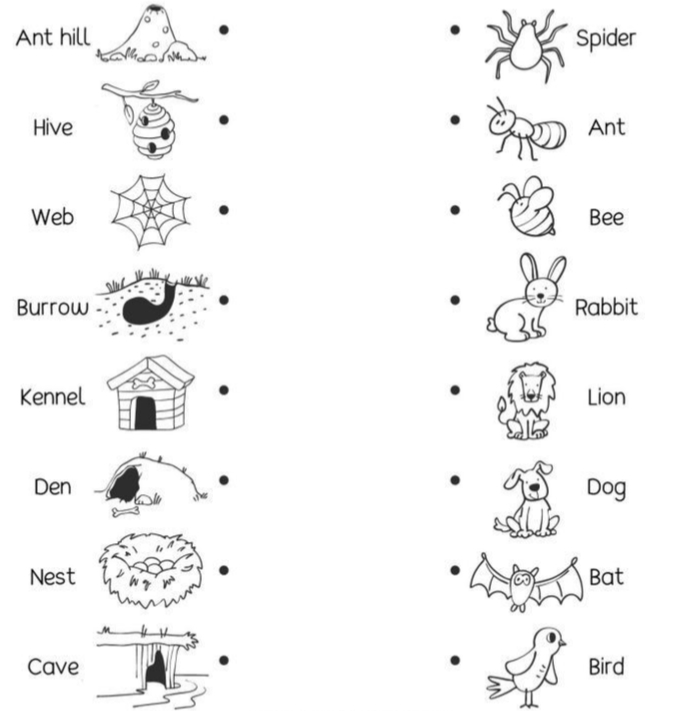 Ant hill Spider
Hive Ant
Web Bee
Burrow Rabbit
Kennel Lion
Den Dog
Nest Bat
Cave Bird